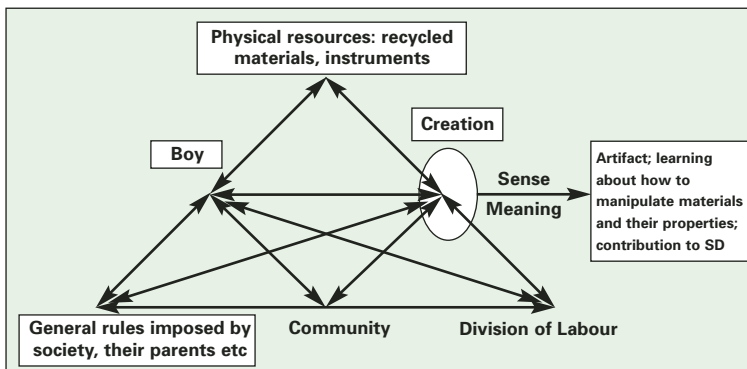 Physical resources: recycled
materials, instruments
Creation
Boy
Sense
Meaning
Artifact; learning
about how to
manipulate materials
and their properties;
contribution to SD
General rules imposed by
society, their parents etc
Community
Division of Labour